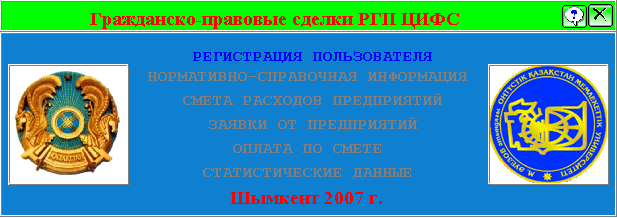 Гражданско-правовые сделки РГП ЦИФС
РЕГИСТРАЦИЯ ПОЛЬЗОВАТЕЛЯ
НОРМАТИВНО-СПРАВОЧНАЯ ИНФОРМАЦИЯ
СМЕТА РАСХОДОВ ПРЕДПРИЯТИЙ
ЗАЯВКИ ОТ ПРЕДПРИЯТИЙ
ОПЛАТА ПО СМЕТЕ
СТАТИСТИЧЕСКИЕ ДАННЫЕ
ҚАЗАҚСТАН
М. ӘУЕЗОВ атындағы ОҢТҮСТІК ҚАЗАҚСТАН МЕМЛЕКЕТТІК УНИВЕРСИТЕТІ
Шымкент 2007 г.